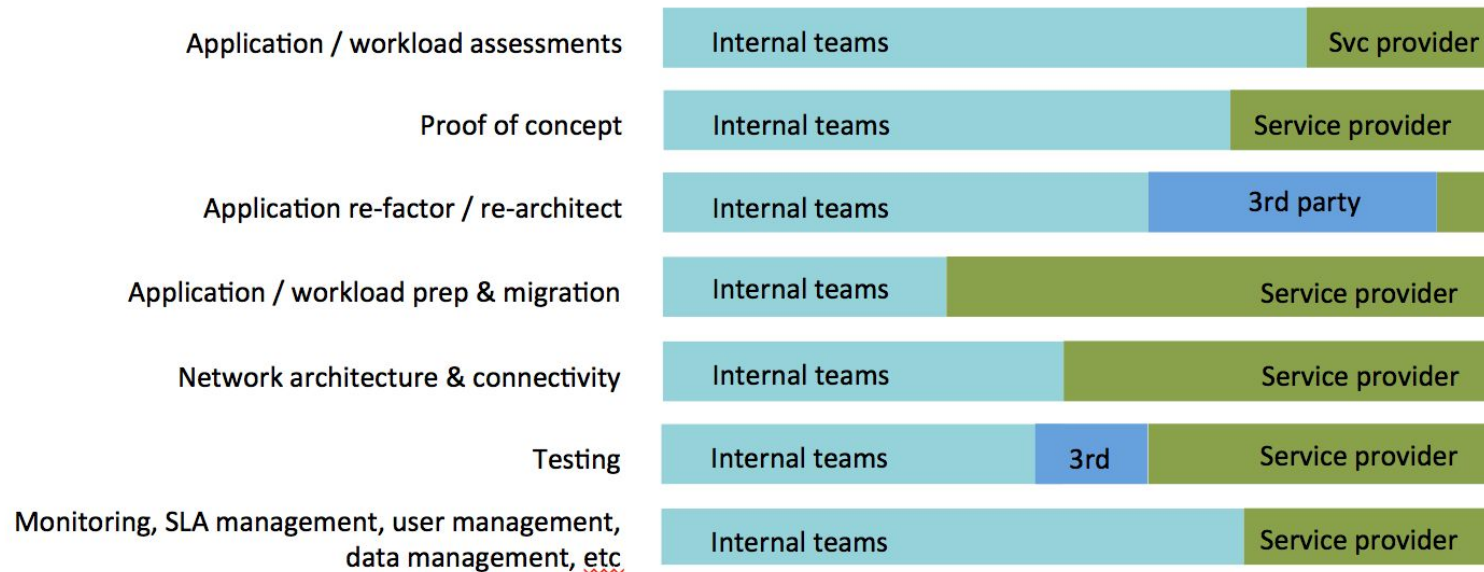 Application / workload assessments
Internal teams
Svc provider
Proof of concept
Internal teams
Service provider
Application re-factor / re-architect
Internal teams
3rd party
Application / workload prep & migration
Internal teams
Service provider
Network architecture & connectivity
Internal teams
Service provider
Testing
Internal teams
3rd
Service provider
Monitoring, SLA management, user management,
data management, etc
Internal teams
Service provider